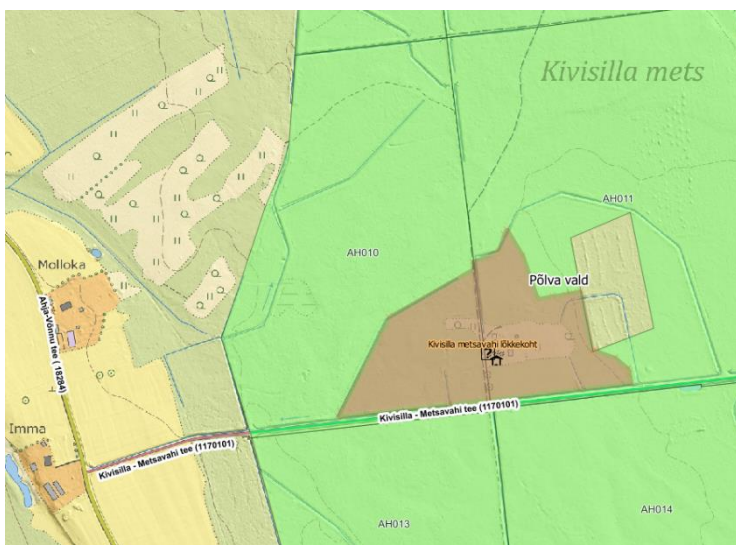 Kivisilla mets
AH011
AH010
Molloka
Põlva vald
Ahja-Võnnu tee (18284)
Kivisilla metsavahi lõkkekoht
?
Kivisilla - Metsavahi tee (1170101)
Imma
Kivisilla - Metsavahi tee (1170101)
AH014
AH013